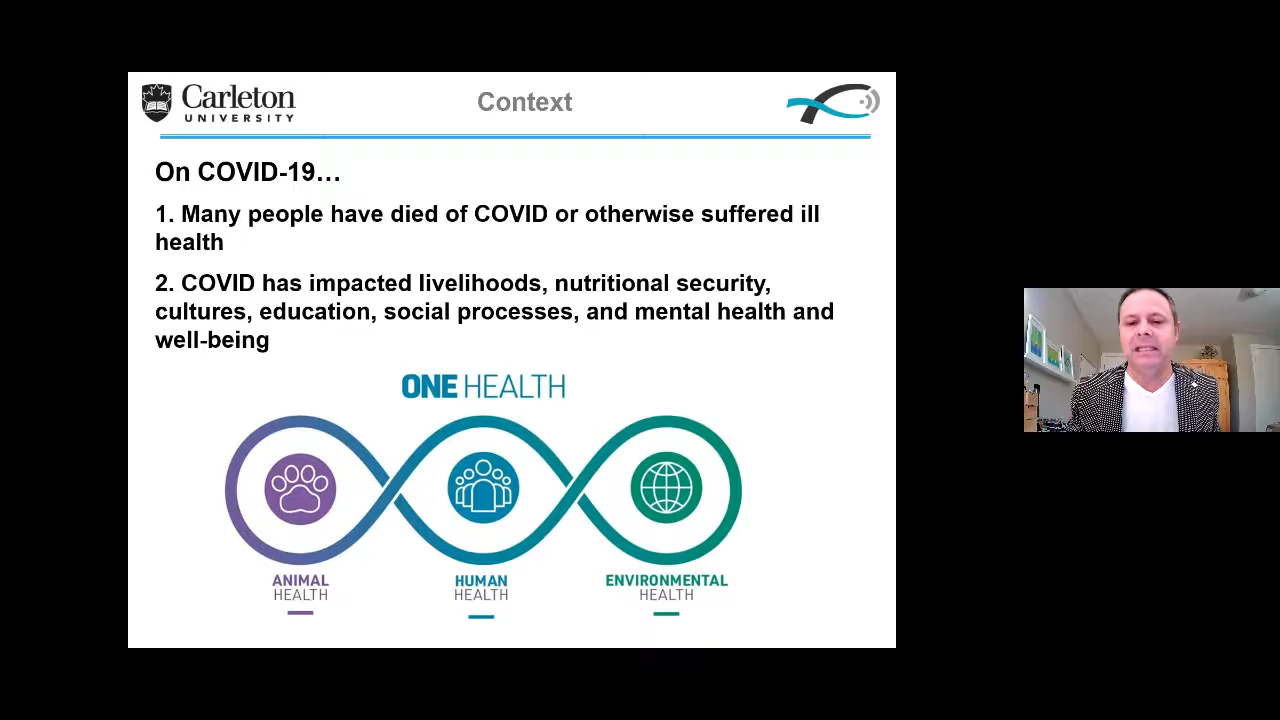 Carleton
UNIVERSITY
Context
On COVID-19…
1. Many people have died of COVID or otherwise suffered ill
health
2. COVID has impacted livelihoods, nutritional security,
cultures, education, social processes, and mental health and
well-being
ONE HEALTH
ANIMAL
HEALTH
HUMAN
HEALTH
ENVIRONMENTAL
HEALTH